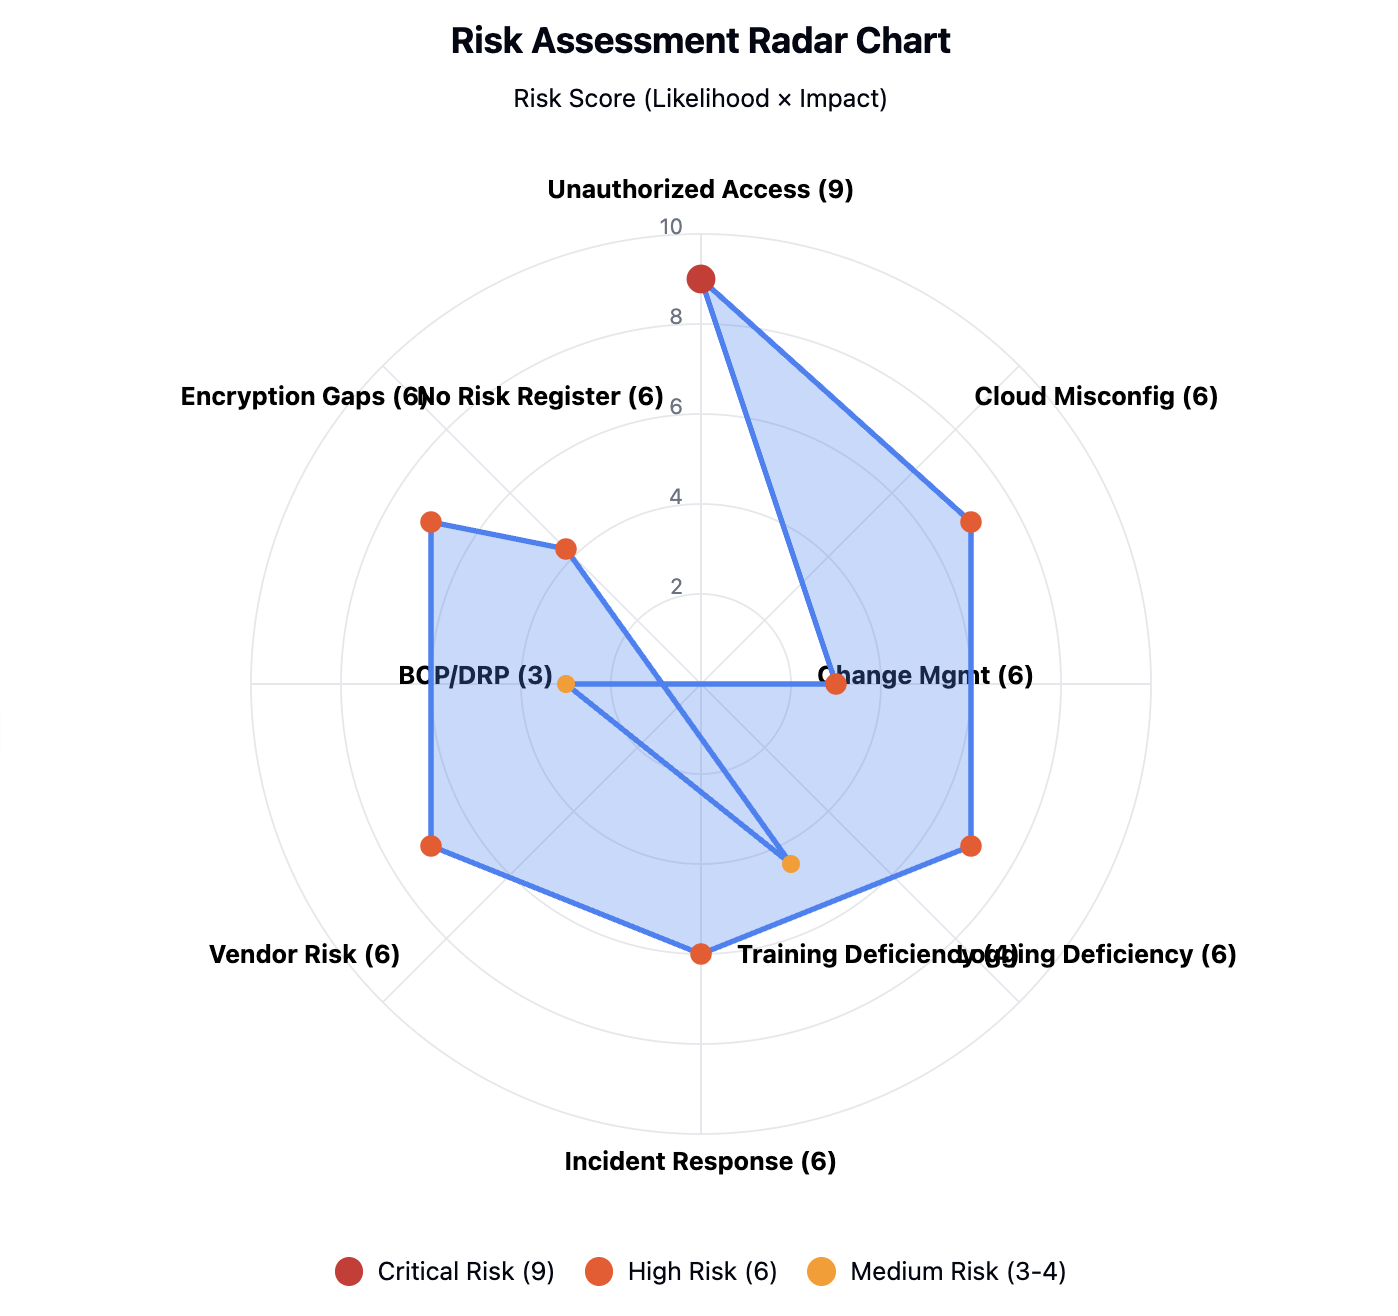 Risk Assessment Radar Chart
Risk Score (Likelihood × Impact)
Unauthorized Access (9)
10
8
Encryption Gaps (6)
No Risk Register (6)
6
Cloud Misconfig (6)
4
2
BCP/DRP (3)
Change Mgmt (6)
Vendor Risk (6)
Training Deficiency (4)
Logging Deficiency (6)
Incident Response (6)
Critical Risk (9)
High Risk (6)
Medium Risk (3-4)